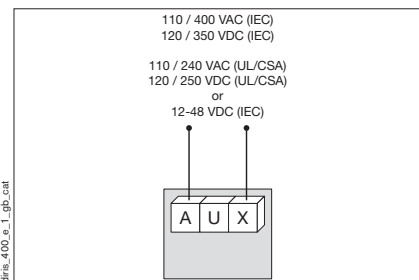 110 / 400 VAC (IEC)
120 / 350 VDC (IEC)
110 / 240 VAC (UL/CSA)
120 / 250 VDC (UL/CSA)
or
12-48 VDC (IEC)
A U X
diris_400_e_1_gb_cat